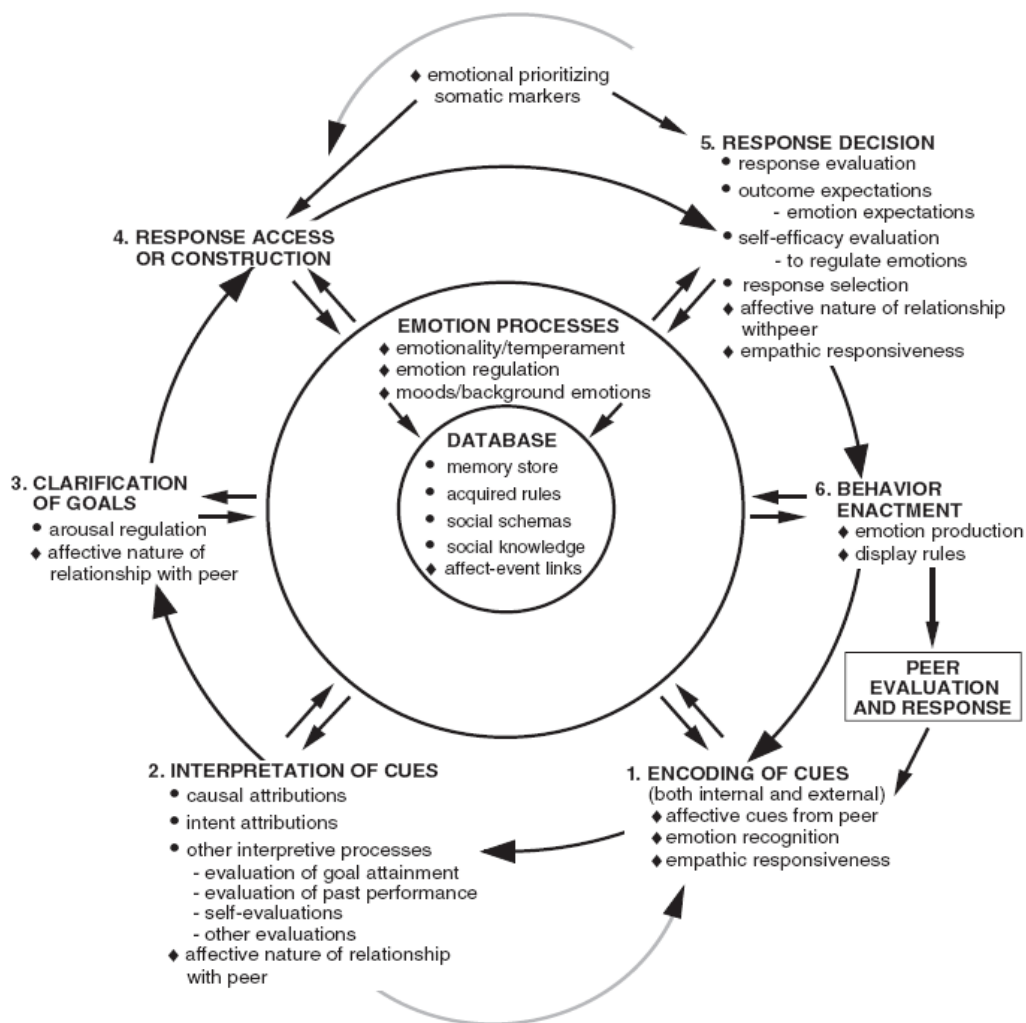 ♦ emotional prioritizing
somatic markers
5. RESPONSE DECISION
• response evaluation
• outcome expectations
- emotion expectations
• self-efficacy evaluation
- to regulate emotions
• response selection
♦ affective nature of relationship
withpeer
♦ empathic responsiveness
4. RESPONSE ACCESS
OR CONSTRUCTION
EMOTION PROCESSES
♦ emotionality/temperament
♦ emotion regulation
♦ moods/background emotions
DATABASE
• memory store
• acquired rules
• social schemas
• social knowledge
♦ affect-event links
3. CLARIFICATION
OF GOALS
• arousal regulation
♦ affective nature of
relationship with peer
6. BEHAVIOR
ENACTMENT
♦ emotion production
♦ display rules
PEER
EVALUATION
AND RESPONSE
2. INTERPRETATION OF CUES
• causal attributions
• intent attributions
• other interpretive processes
- evaluation of goal attainment
- evaluation of past performance
- self-evaluations
- other evaluations
♦ affective nature of relationship
with peer
1. ENCODING OF CUES
(both internal and external)
♦ affective cues from peer
♦ emotion recognition
♦ empathic responsiveness